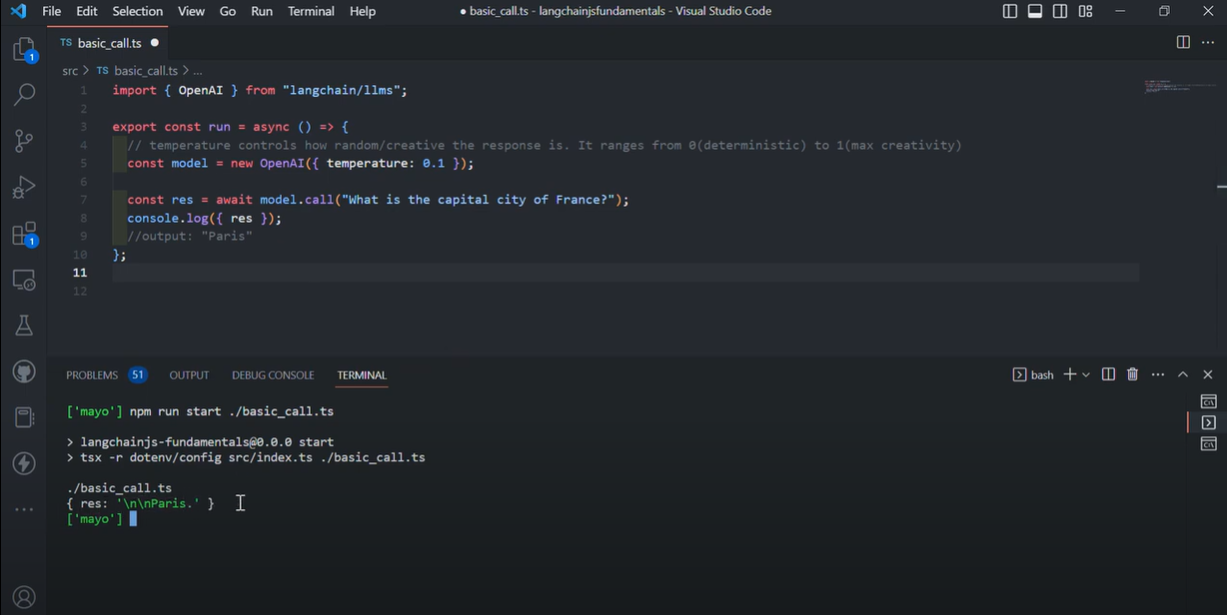 File Edit Selection View Go Run Terminal Help
● basic_call.ts - langchainjsfundamentals - Visual Studio Code
TS basic_call.ts ●
src > TS basic_call.ts > ...
1 import { OpenAI } from "langchain/llms";
2
3 export const run = async () => {
4 // temperature controls how random/creative the response is. It ranges from 0(deterministic) to 1(max creativity)
5 const model = new OpenAI({ temperature: 0.1 });
6
7 const res = await model.call("What is the capital city of France?");
8 console.log({ res });
9 //output: "Paris"
10 };
11
12
1
1
PROBLEMS 51 OUTPUT DEBUG CONSOLE TERMINAL
bash
['mayo'] npm run start ./basic_call.ts
> langchainjs-fundamentals@0.0.0 start
> tsx -r dotenv/config src/index.ts ./basic_call.ts
./basic_call.ts
{ res: '\n\nParis.' }
['mayo']